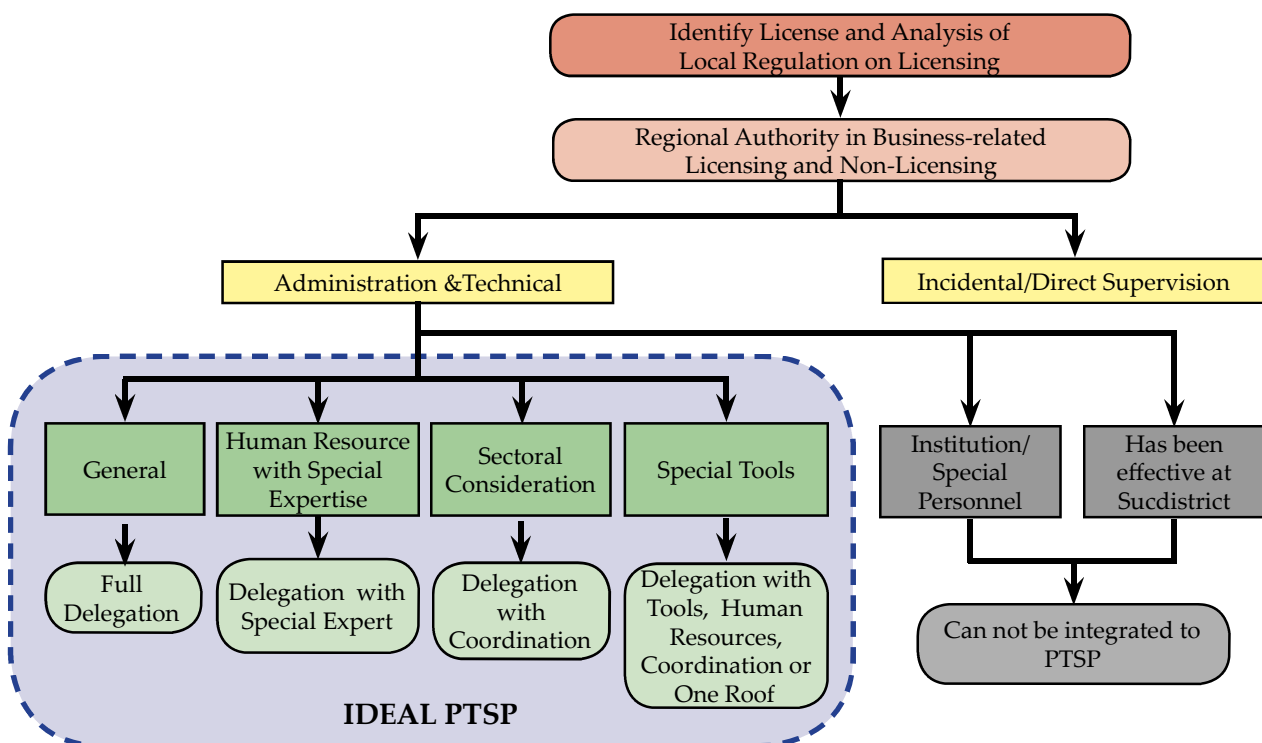 Identify License and Analysis of
Local Regulation on Licensing
Regional Authority in Business-related
Licensing and Non-Licensing
Administration &Technical
Incidental/Direct Supervision
General
Human Resource
with Special
Expertise
Sectoral
Consideration
Special Tools
Institution/
Special
Personnel
Has been
effective at
Sucdistrict
Full
Delegation
Delegation with
Special Expert
Delegation
with
Coordination
Delegation with
Tools, Human
Resources,
Coordination or
One Roof
Can not be integrated to
PTSP
IDEAL PTSP